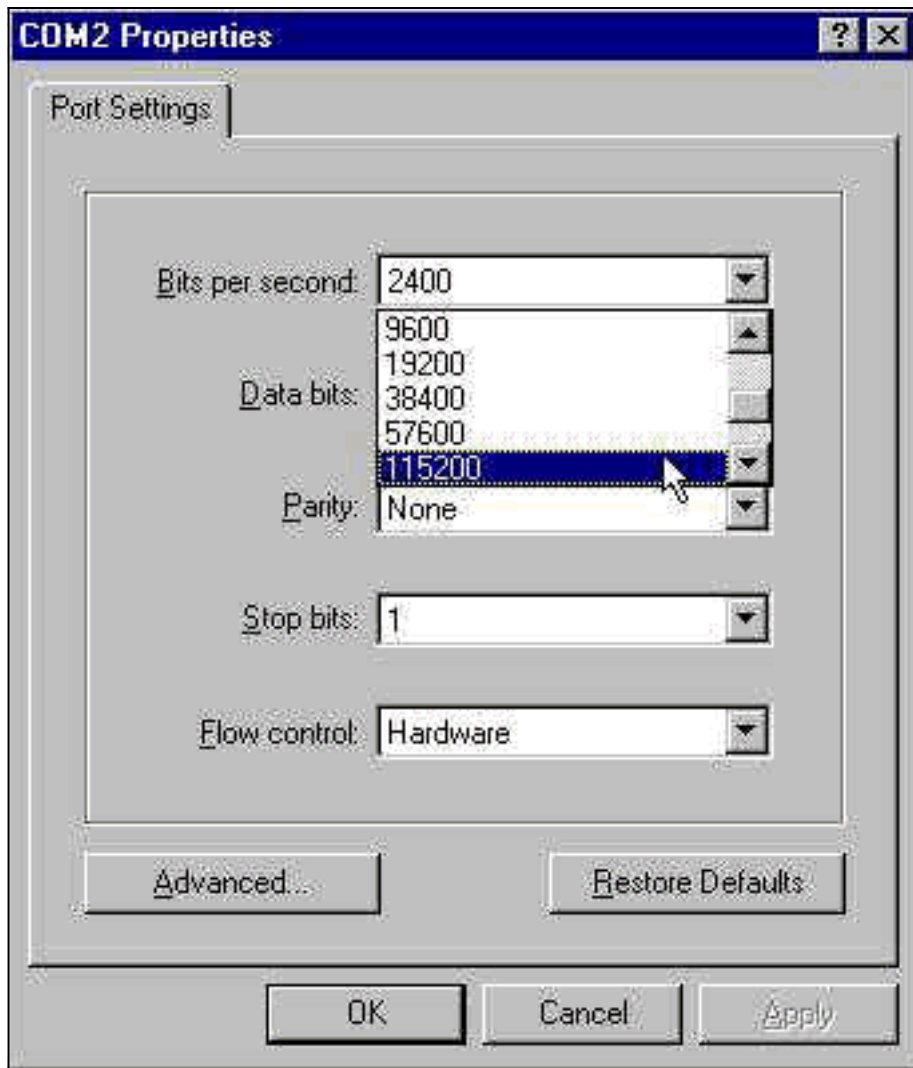 COM2 Properties
Port Settings
Bits per second: 2400
9600
19200
Data bits: 38400
57600
115200
Parity: None
Stop bits: 1
Flow control: Hardware
Advanced... Restore Defaults
OK Cancel Apply